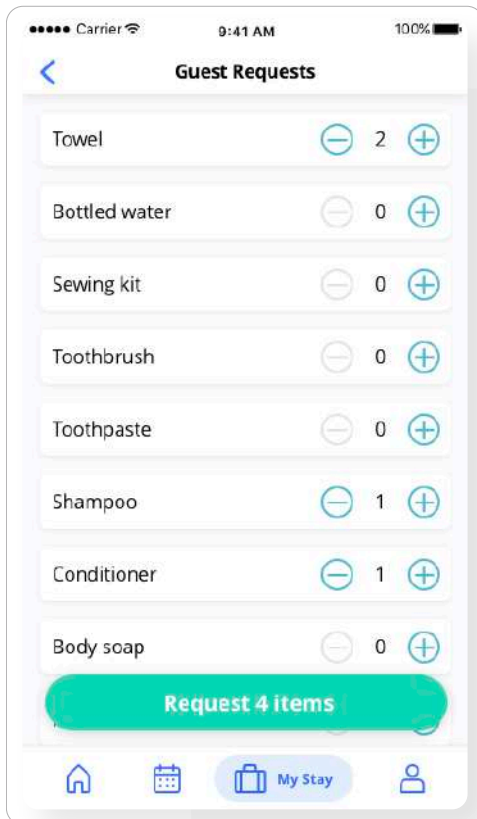 Carrier 9:41 AM 100%
Guest Requests
Towel 2
Bottled water 0
Sewing kit 0
Toothbrush 0
Toothpaste 0
Shampoo 1
Conditioner 1
Body soap 0
Request 4 items
My Stay